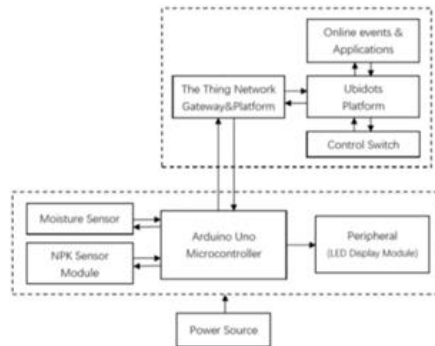 Online events &
Applications
The Thing Network
Gateway&Platform
Ubidots
Platform
Control Switch
Moisture Sensor
NPK Sensor
Module
Arduino Uno
Microcontroller
Peripheral
(LED Display Module)
Power Source